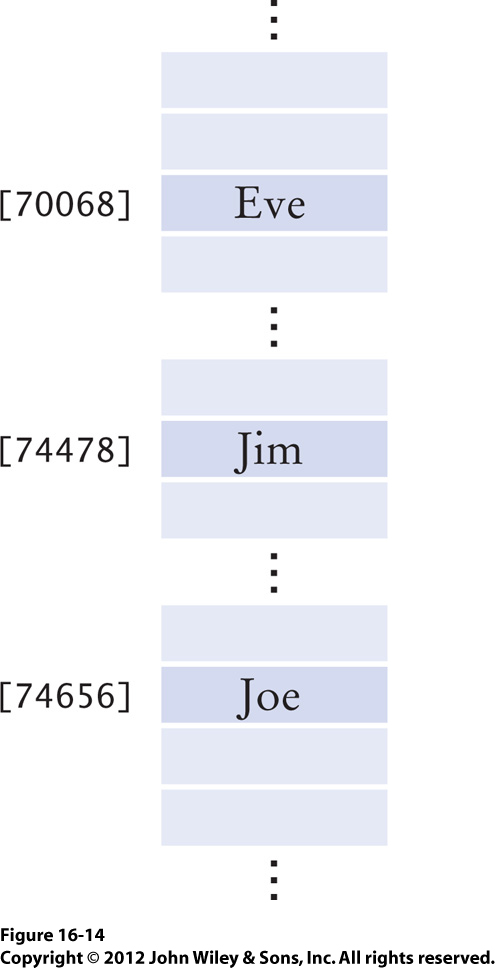 [70068] Eve
[74478] Jim
[74656] Joe
Figure 16-14
Copyright © 2012 John Wiley & Sons, Inc. All rights reserved.